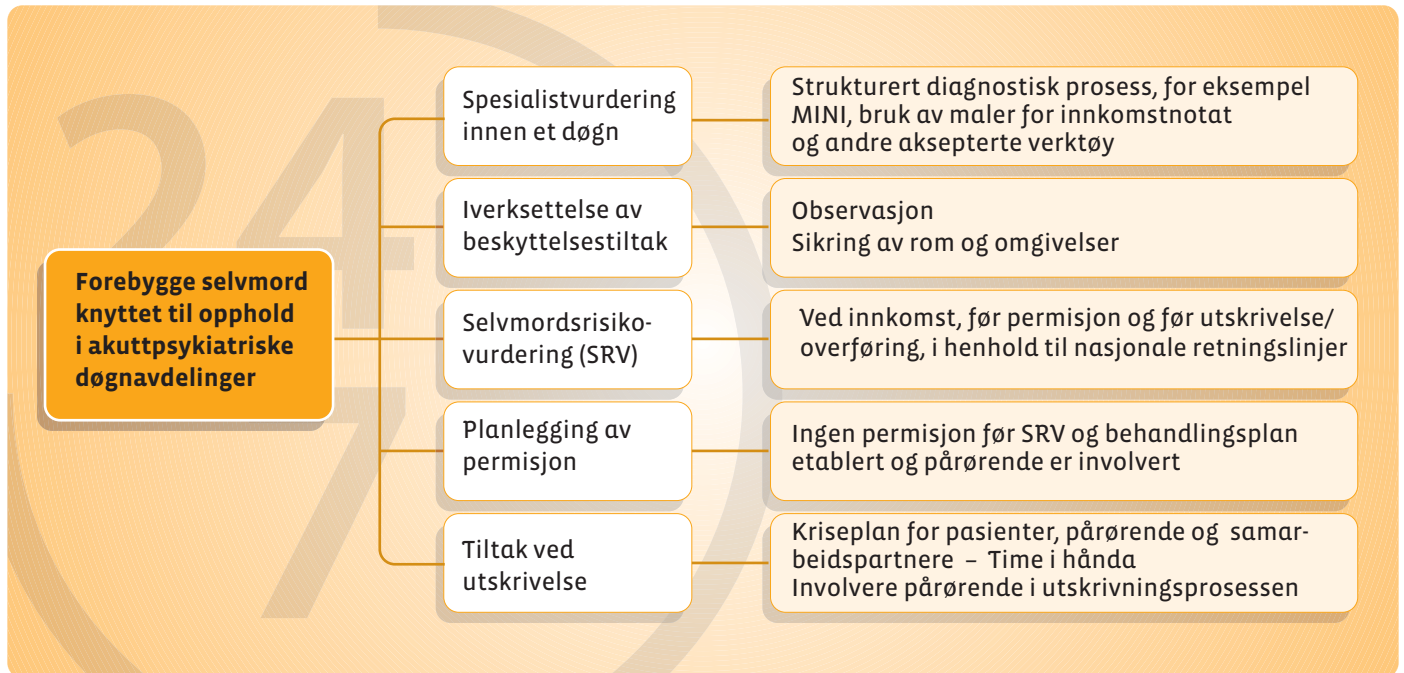 24
7
Forebygge selvmord
knyttet til opphold
i akuttpsykiatriske
døgnavdelinger
Spesialistvurdering
innen et døgn
Strukturert diagnostisk prosess, for eksempel
MINI, bruk av maler for innkomstnotat
og andre aksepterte verktøy
Iverksettelse av
beskyttelsestiltak
Observasjon
Sikring av rom og omgivelser
Selvmordsrisiko-
vurdering (SRV)
Ved innkomst, før permisjon og før utskrivelse/
overføring, i henhold til nasjonale retningslinjer
Planlegging av
permisjon
Ingen permisjon før SRV og behandlingsplan
etablert og pårørende er involvert
Tiltak ved
utskrivelse
Kriseplan for pasienter, pårørende og samar-
beidspartnere – Time i hånda
Involvere pårørende i utskrivningsprosessen